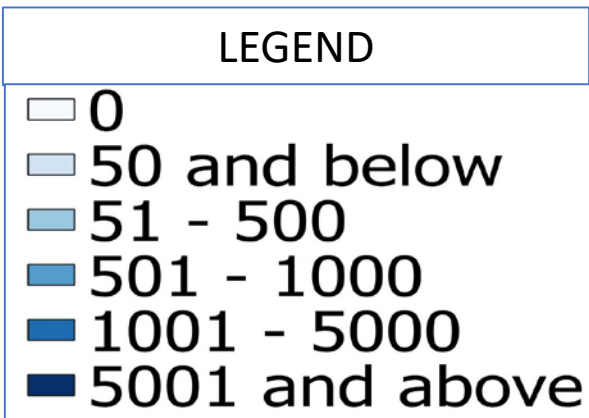 LEGEND
0
50 and below
51 - 500
501 - 1000
1001 - 5000
5001 and above